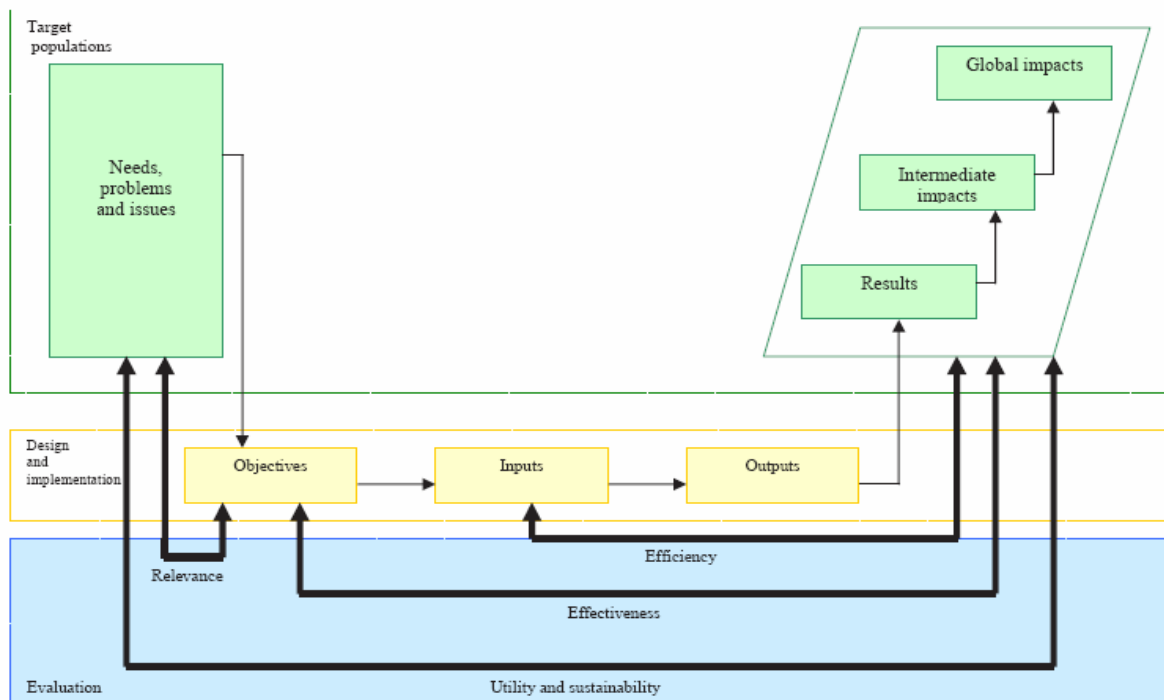 Target
populations
Global impacts
Needs,
problems
and issues
Intermediate
impacts
Results
Design
and
implementation
Objectives
Inputs
Outputs
Efficiency
Relevance
Effectiveness
Evaluation
Utility and sustainability